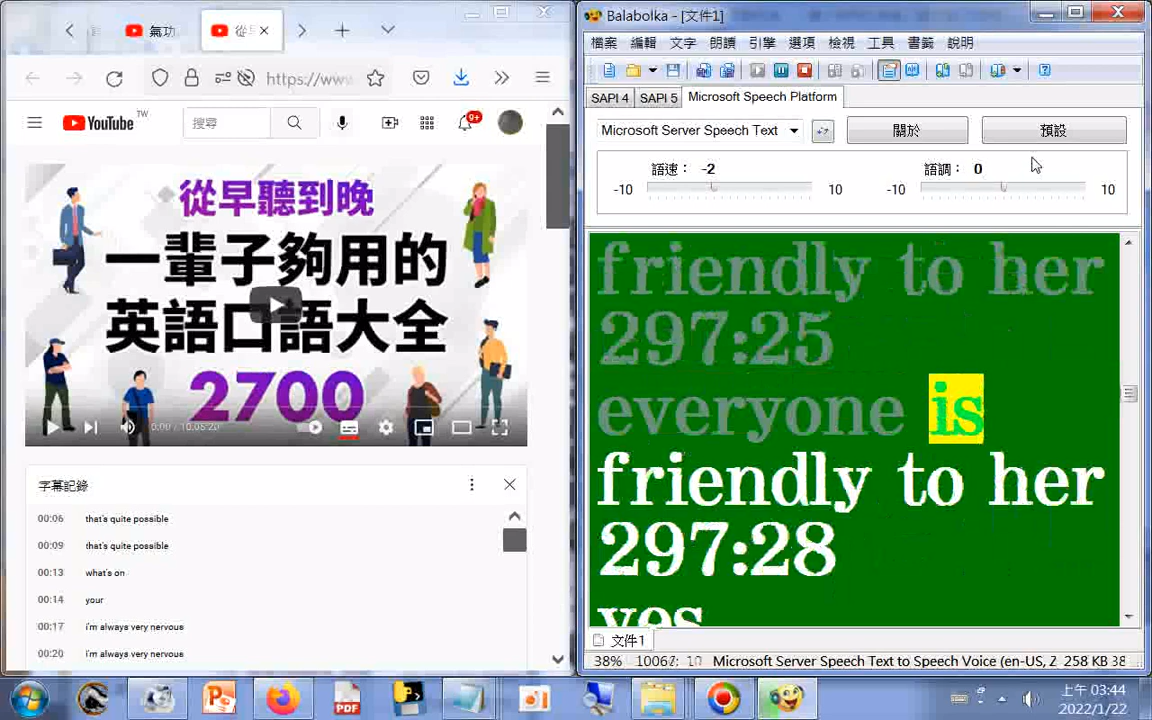 氣功
從
https://www
YouTube TW
搜尋
9+
從早聽到晚
一輩子夠用的
英語口語大全
2700
0:00 / 10:05:20
字幕記錄
00:06 that's quite possible
00:09 that's quite possible
00:13 what's on
00:14 your
00:17 i'm always very nervous
00:20 i'm always very nervous
Balabolka - [文件1]
檔案 編輯 文字 朗讀 引擎 選項 檢視 工具 書籤 說明
SAPI 4 SAPI 5 Microsoft Speech Platform
Microsoft Server Speech Text
關於
預設
語速： -2
-10 10
語調： 0
-10 10
friendly to her
297:25
everyone is
friendly to her
297:28
yes
文件1
38% 10067: 10 Microsoft Server Speech Text to Speech Voice (en-US, Z 258 KB 38
PDF
上午 03:44
2022/1/22